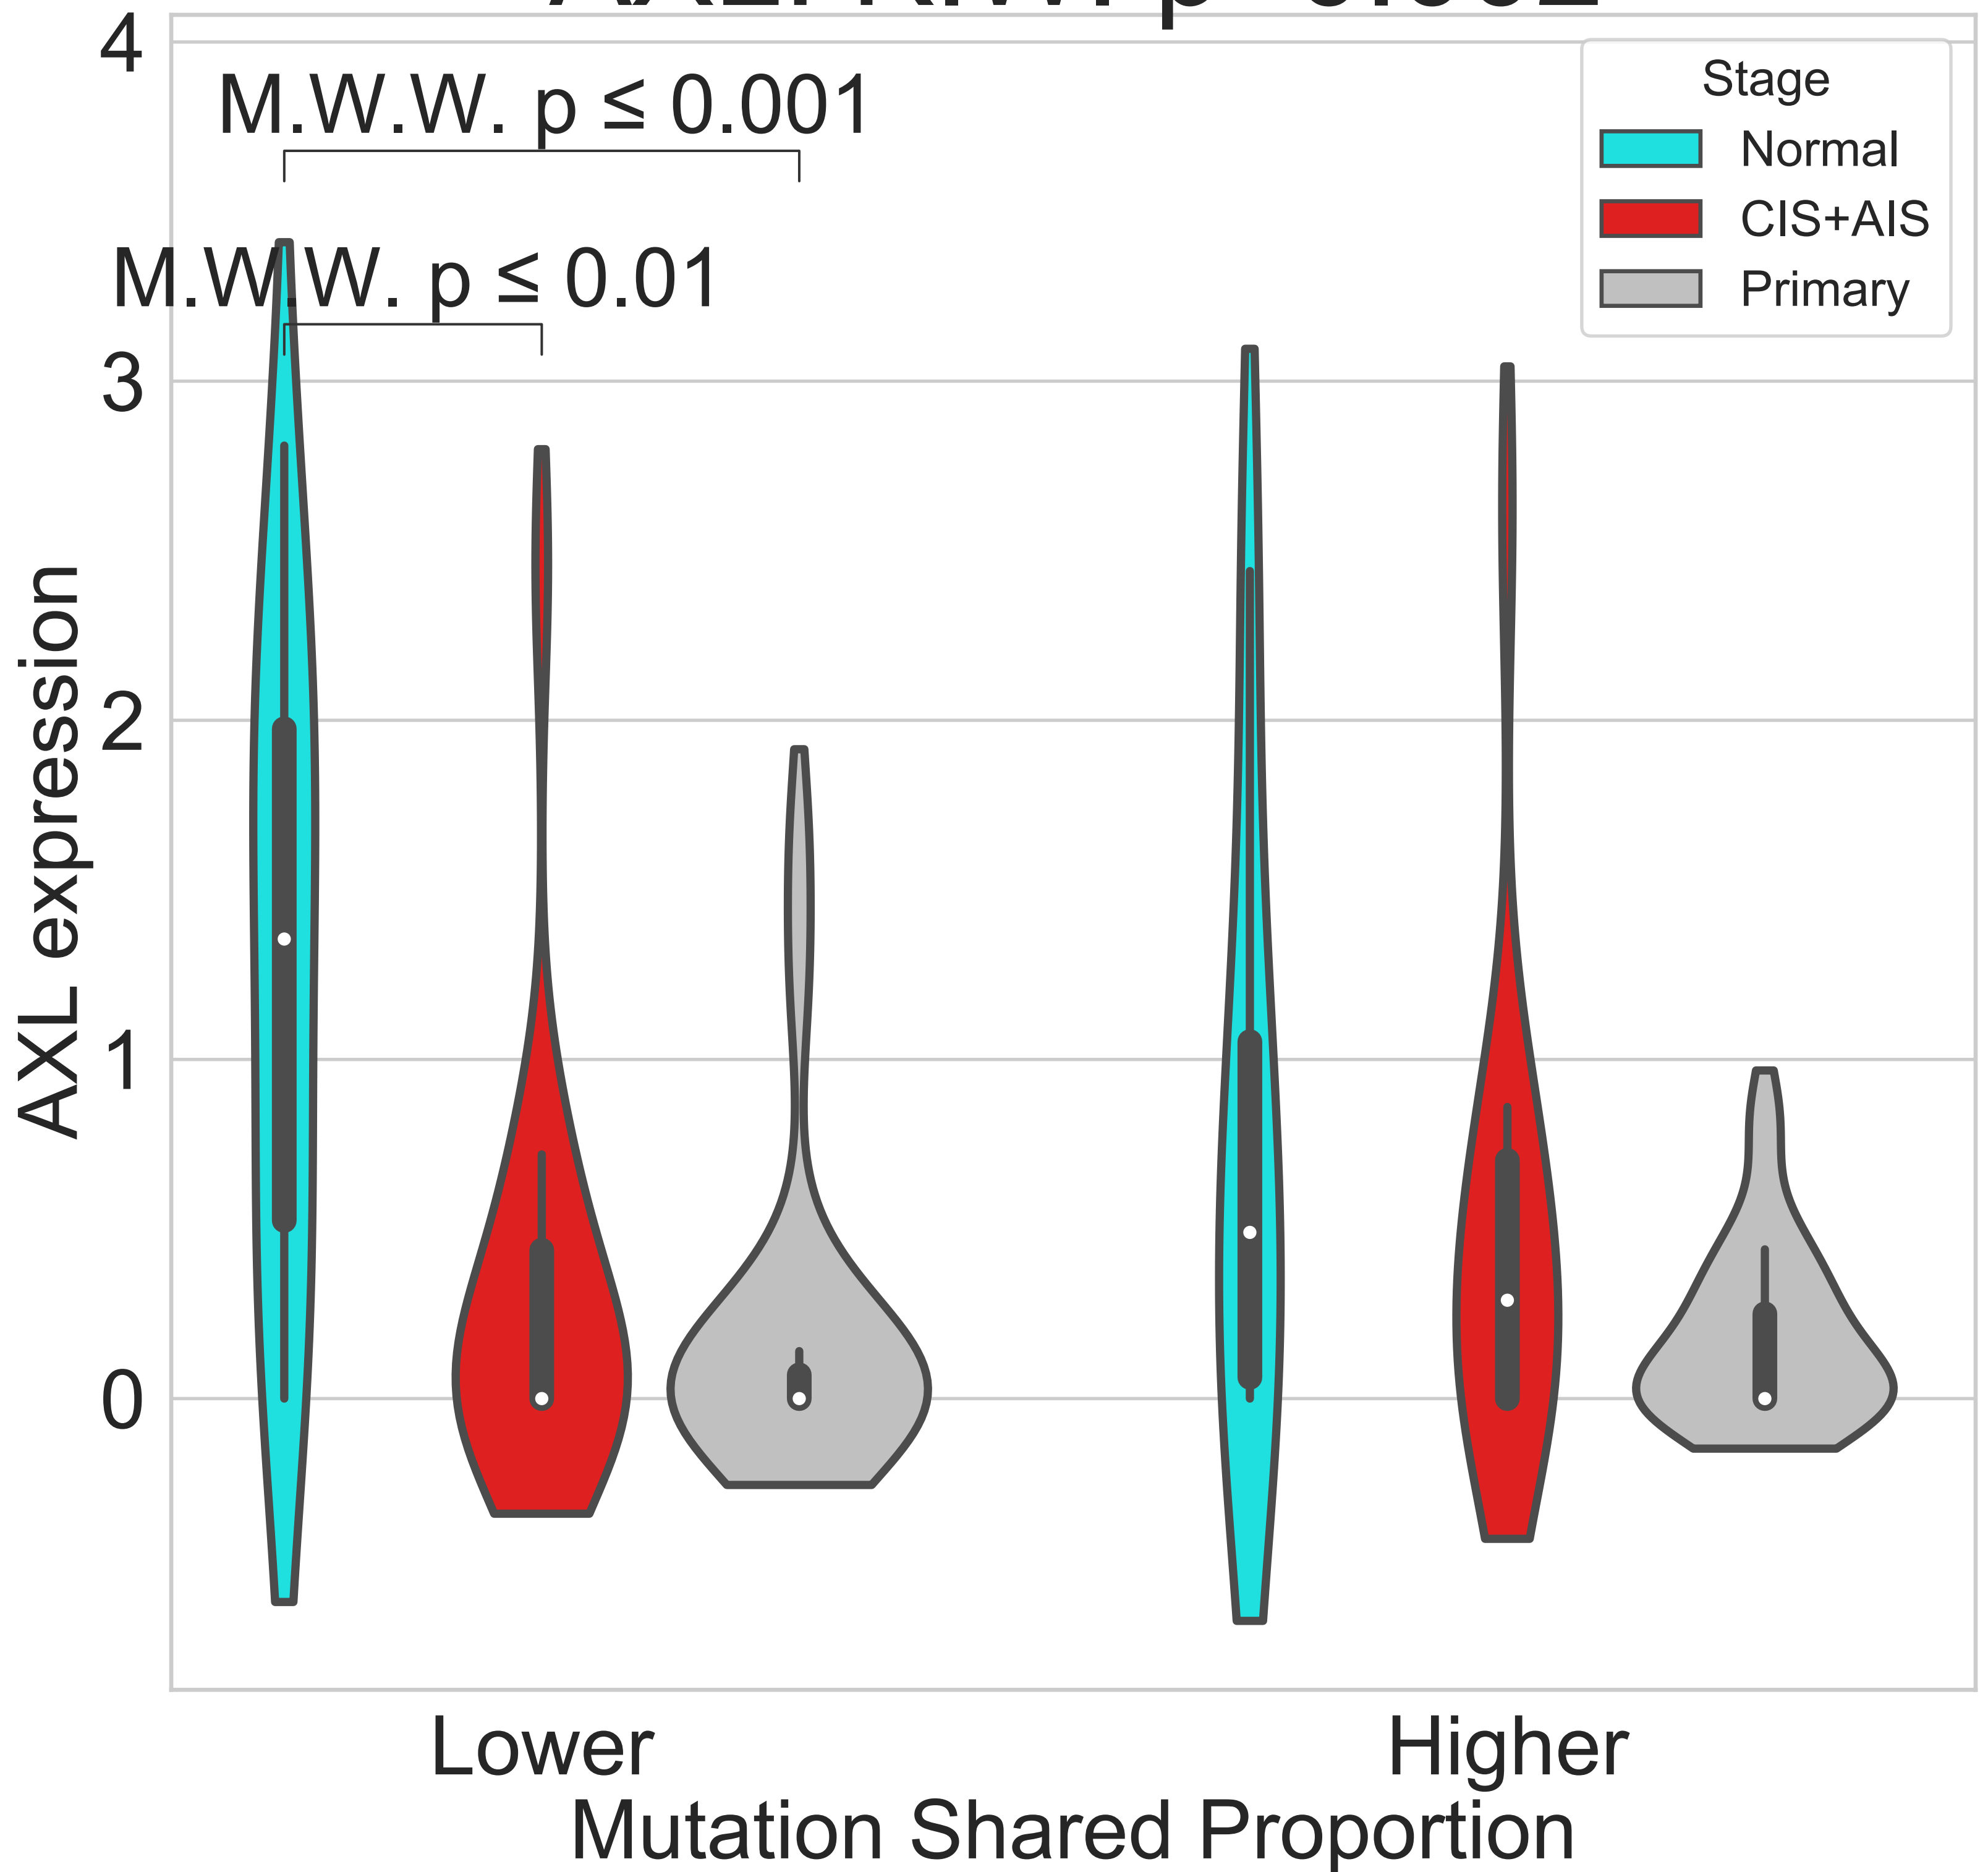 4
M.W.W. p ≤ 0.001
M.W.W. p ≤ 0.01
3
2
1
0
AXL expression
Stage
Normal
CIS+AIS
Primary
Lower
Higher
Mutation Shared Proportion